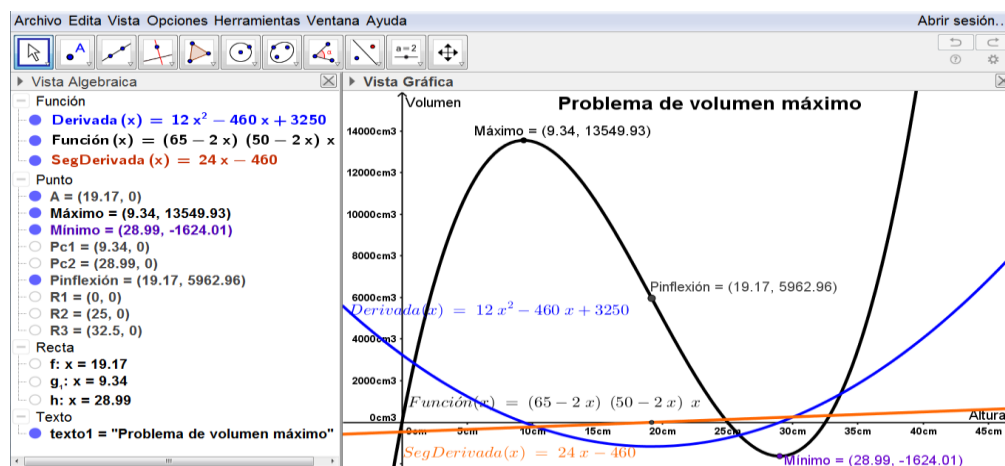 Archivo Edita Vista Opciones Herramientas Ventana Ayuda
Abrir sesión...
A
α
a=2
Vista Algebraica
Función
Derivada (x) = 12 x² − 460 x + 3250
Función (x) = (65 − 2 x) (50 − 2 x) x
SegDerivada (x) = 24 x − 460
Punto
A = (19.17, 0)
Máximo = (9.34, 13549.93)
Mínimo = (28.99, -1624.01)
Pc1 = (9.34, 0)
Pc2 = (28.99, 0)
Pinflexión = (19.17, 5962.96)
R1 = (0, 0)
R2 = (25, 0)
R3 = (32.5, 0)
Recta
f: x = 19.17
g: x = 9.34
h: x = 28.99
Texto
texto1 = "Problema de volumen máximo"
Vista Gráfica
Volumen
Problema de volumen máximo
14000cm3
Máximo = (9.34, 13549.93)
12000cm3
10000cm3
8000cm3
Pinflexión = (19.17, 5962.96)
6000cm3
Derivada(x) = 12 x² − 460 x + 3250
4000cm3
2000cm3
Función(x) = (65 − 2 x) (50 − 2 x) x
0cm3
Altura
0cm 5cm 10cm 15cm 20cm 25cm 30cm 35cm 40cm 45cm
SegDerivada(x) = 24 x − 460
Mínimo = (28.99, -1624.01)